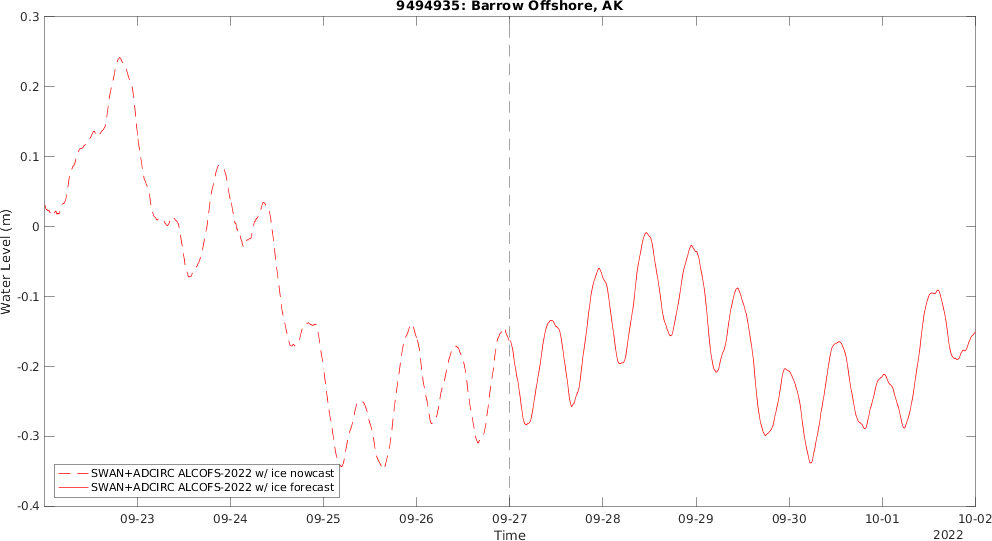 9494935: Barrow Offshore, AK
0.3
0.2
0.1
0
-0.1
-0.2
-0.3
-0.4
Water Level (m)
SWAN+ADCIRC ALCOFS-2022 w/ ice nowcast
SWAN+ADCIRC ALCOFS-2022 w/ ice forecast
09-23 09-24 09-25 09-26 09-27 09-28 09-29 09-30 10-01 10-02
Time
2022